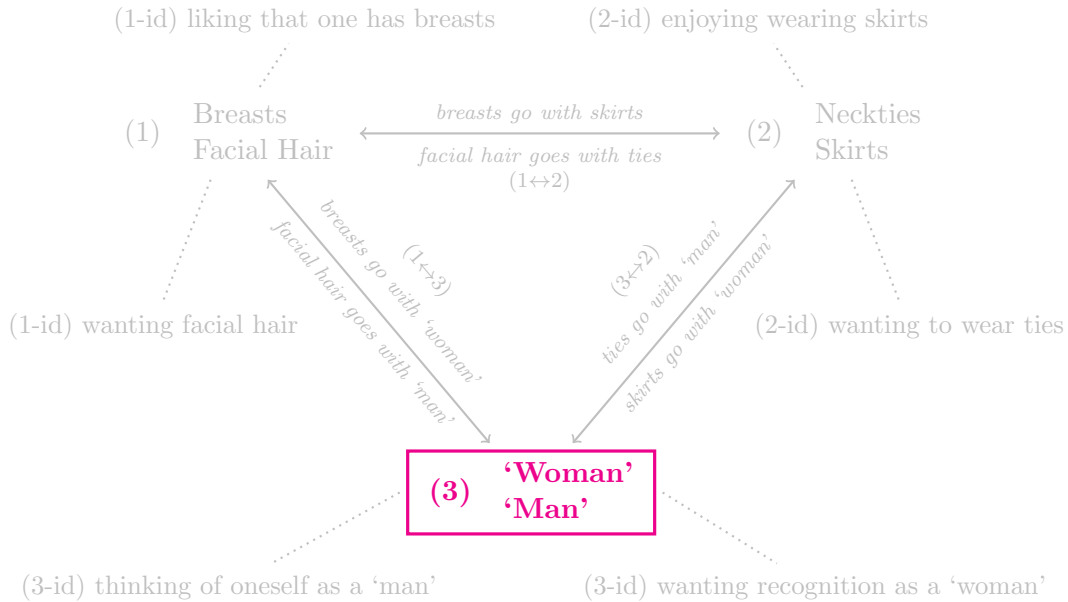 (1-id) liking that one has breasts
(2-id) enjoying wearing skirts
(1)
Breasts
Facial Hair
breasts go with skirts
facial hair goes with ties
(1↔2)
(2)
Neckties
Skirts
breasts go with ‘woman’
facial hair goes with ‘man’
(1↔3)
(3↔2)
ties go with ‘man’
skirts go with ‘woman’
(1-id) wanting facial hair
(2-id) wanting to wear ties
(3)
‘Woman’
‘Man’
(3-id) thinking of oneself as a ‘man’
(3-id) wanting recognition as a ‘woman’